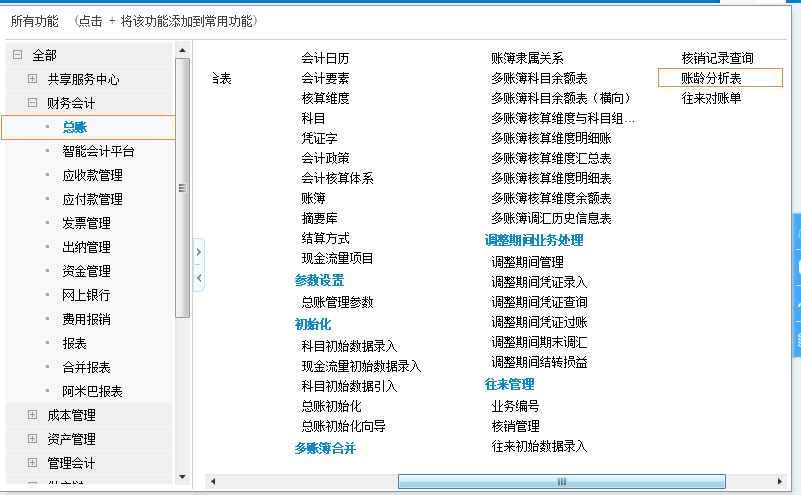 所有功能 （点击 + 将该功能添加到常用功能）
全部
共享服务中心
财务会计
总账
智能会计平台
应收款管理
应付款管理
发票管理
出纳管理
资金管理
网上银行
费用报销
报表
合并报表
阿米巴报表
成本管理
资产管理
管理会计
会计日历
会计要素
核算维度
科目
凭证字
会计政策
会计核算体系
账簿
摘要库
结算方式
现金流量项目
参数设置
总账管理参数
初始化
科目初始数据录入
现金流量初始数据录入
科目初始数据引入
总账初始化
总账初始化向导
多账簿合并
账簿隶属关系
多账簿科目余额表
多账簿科目余额表（横向）
多账簿核算维度与科目组...
多账簿核算维度明细账
多账簿核算维度汇总表
多账簿核算维度明细表
多账簿核算维度余额表
多账簿调汇历史信息表
调整期间业务处理
调整期间管理
调整期间凭证录入
调整期间凭证查询
调整期间凭证过账
调整期间期末调汇
调整期间结转损益
往来管理
业务编号
核销管理
往来初始数据录入
核销记录查询
账龄分析表
往来对账单